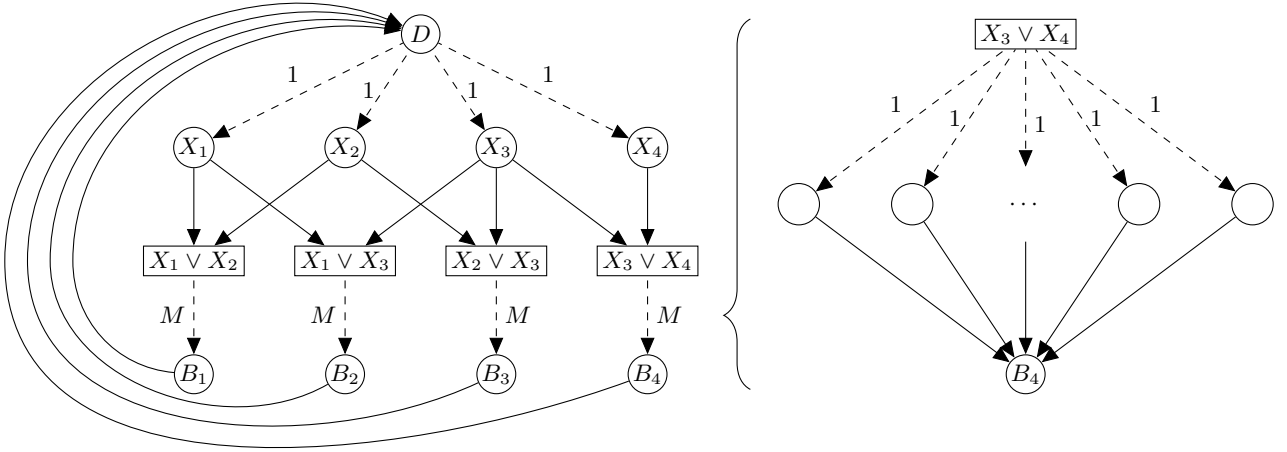 D X₃ ∨ X₄
1 1 1 1
1 1 1 1 1
X₁ X₂ X₃ X₄
...
X₁ ∨ X₂ X₁ ∨ X₃ X₂ ∨ X₃ X₃ ∨ X₄
M M M M
B₁ B₂ B₃ B₄ B₄